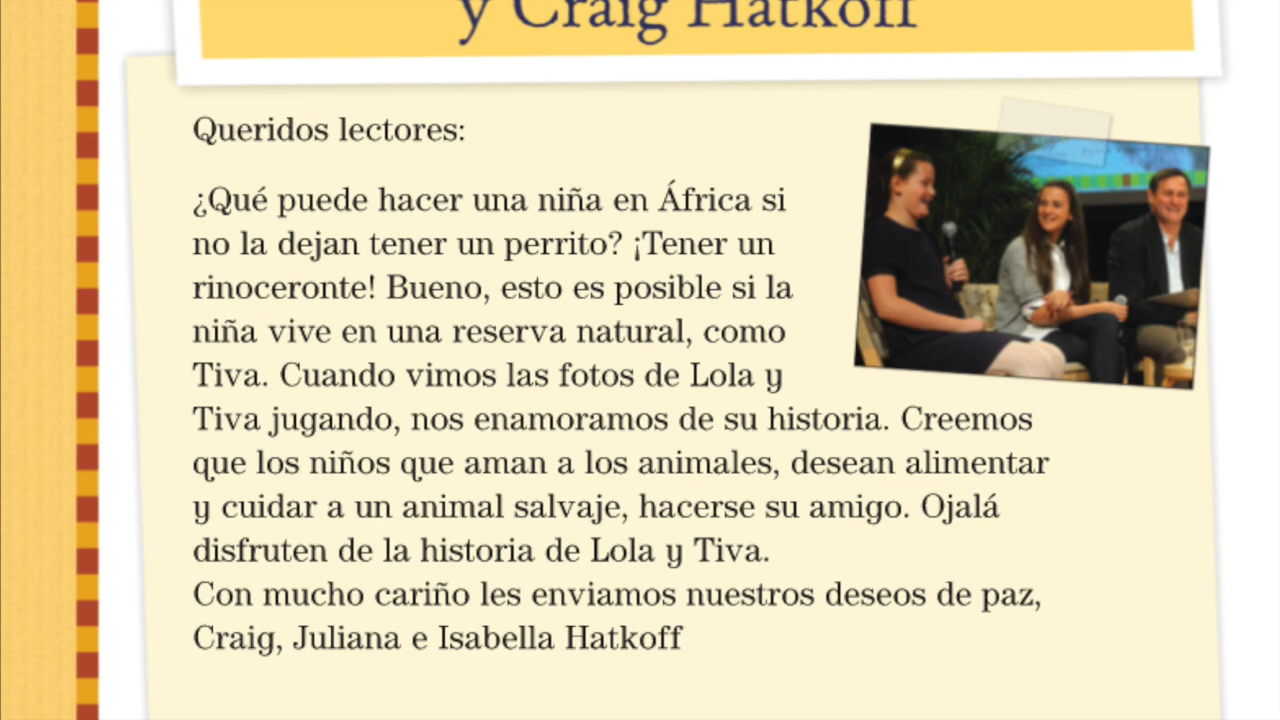 y Craig Hatkoff
Queridos lectores:
¿Qué puede hacer una niña en África si
no la dejan tener un perrito? ¡Tener un
rinoceronte! Bueno, esto es posible si la
niña vive en una reserva natural, como
Tiva. Cuando vimos las fotos de Lola y
Tiva jugando, nos enamoramos de su historia. Creemos
que los niños que aman a los animales, desean alimentar
y cuidar a un animal salvaje, hacerse su amigo. Ojalá
disfruten de la historia de Lola y Tiva.
Con mucho cariño les enviamos nuestros deseos de paz,
Craig, Juliana e Isabella Hatkoff